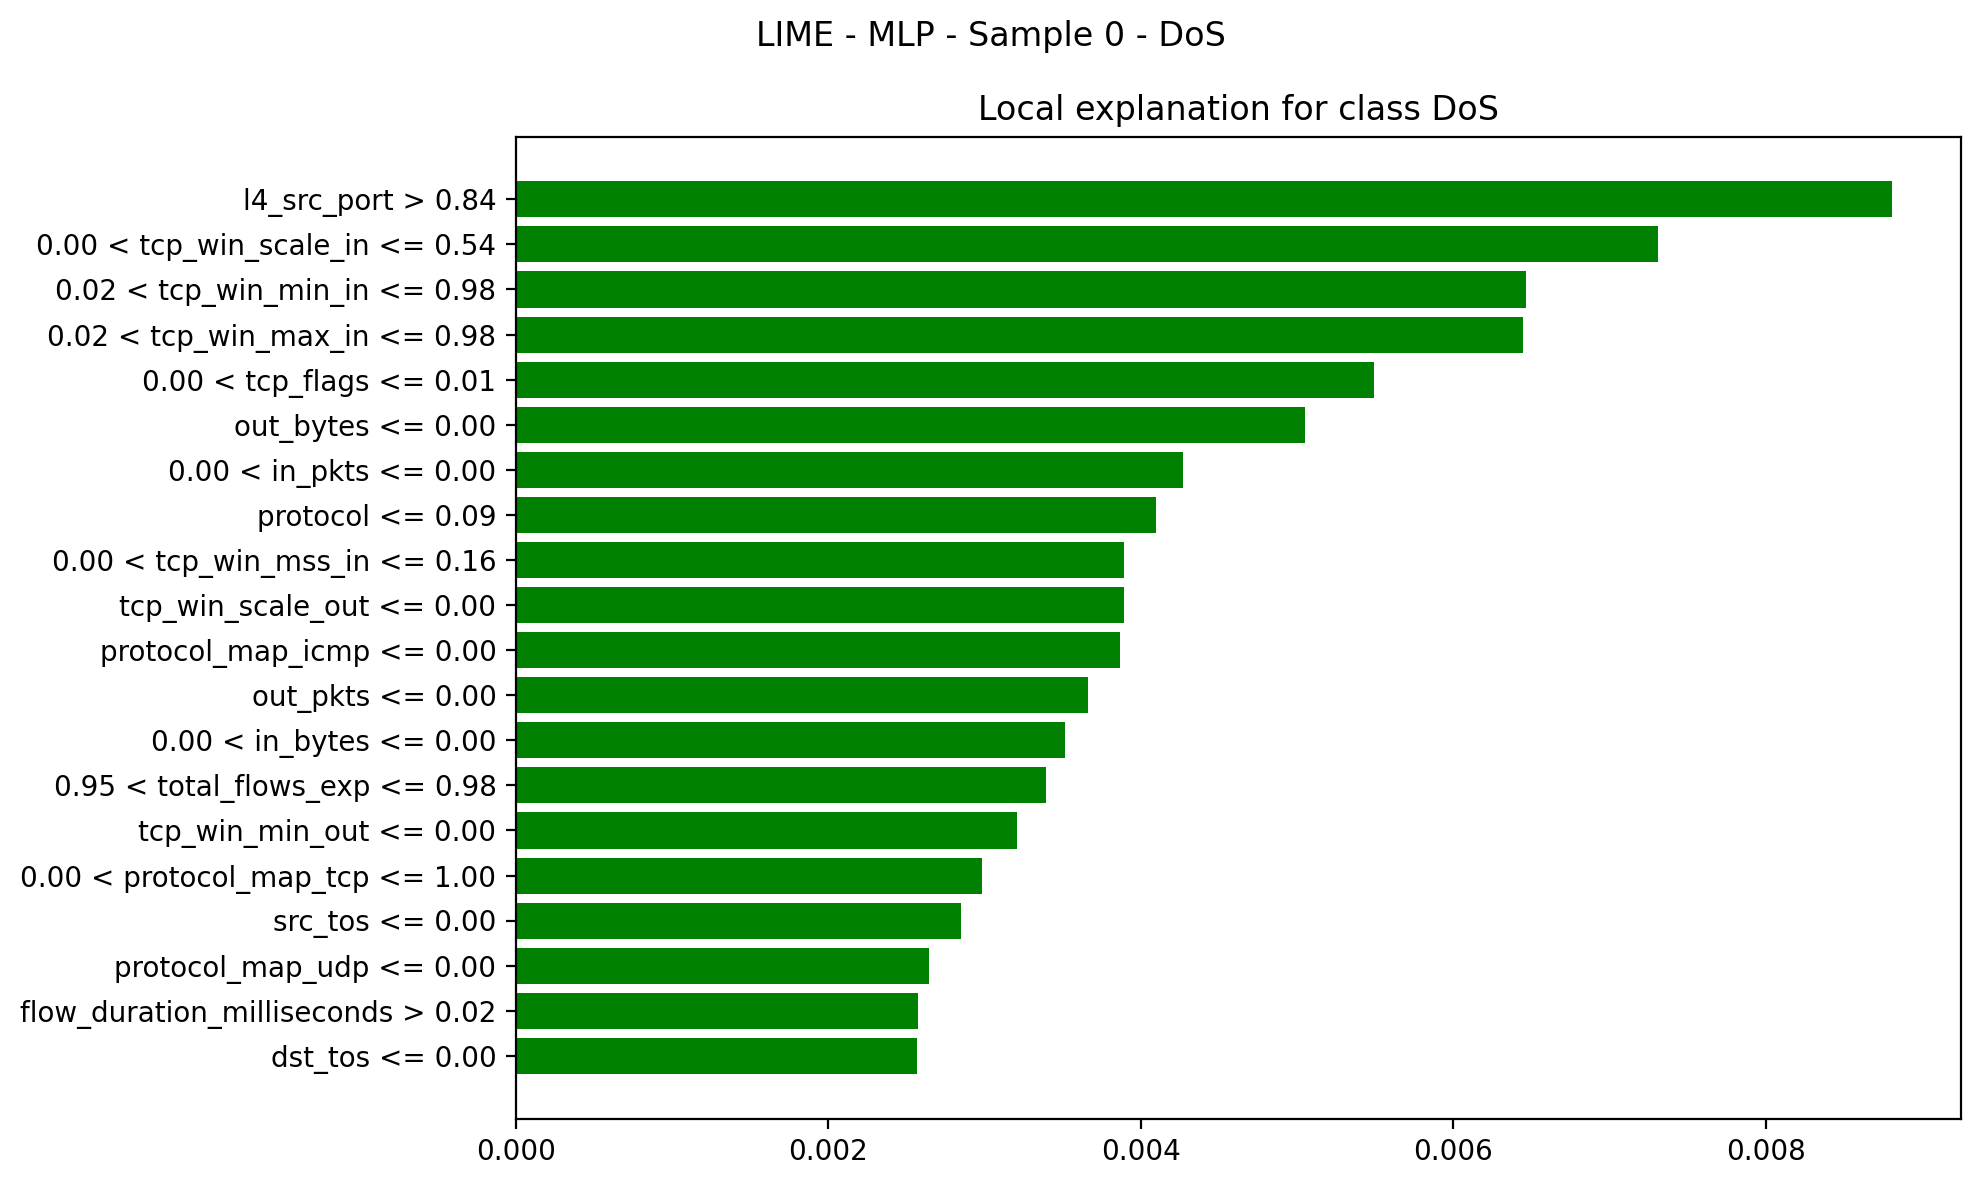 LIME - MLP - Sample 0 - DoS
Local explanation for class DoS
l4_src_port > 0.84
0.00 < tcp_win_scale_in <= 0.54
0.02 < tcp_win_min_in <= 0.98
0.02 < tcp_win_max_in <= 0.98
0.00 < tcp_flags <= 0.01
out_bytes <= 0.00
0.00 < in_pkts <= 0.00
protocol <= 0.09
0.00 < tcp_win_mss_in <= 0.16
tcp_win_scale_out <= 0.00
protocol_map_icmp <= 0.00
out_pkts <= 0.00
0.00 < in_bytes <= 0.00
0.95 < total_flows_exp <= 0.98
tcp_win_min_out <= 0.00
0.00 < protocol_map_tcp <= 1.00
src_tos <= 0.00
protocol_map_udp <= 0.00
flow_duration_milliseconds > 0.02
dst_tos <= 0.00
0.000 0.002 0.004 0.006 0.008